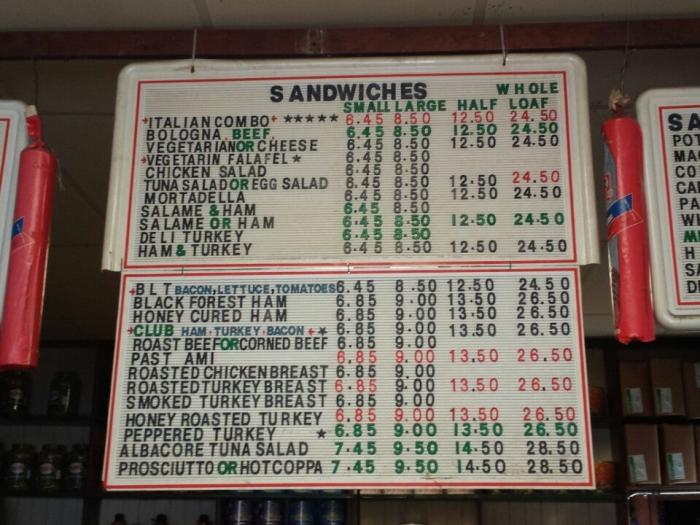 SANDWICHES
WHOLE
SMALL LARGE HALF LOAF
+ITALIAN COMBO+ ★★★★★ 6.45 8.50 12.50 24.50
BOLOGNA, BEEF 6.45 8.50 12.50 24.50
VEGETARIAN OR CHEESE 6.45 8.50 12.50 24.50
+VEGETARIN FALAFEL★ 6.45 8.50
CHICKEN SALAD 6.45 8.50
TUNA SALAD OR EGG SALAD 6.45 8.50 12.50 24.50
MORTADELLA 6.45 8.50 12.50 24.50
SALAME & HAM 6.45 8.50
SALAME OR HAM 6.45 8.50 12.50 24.50
DELI TURKEY 6.45 8.50
HAM & TURKEY 6.45 8.50 12.50 24.50
+BLT BACON, LETTUCE, TOMATOES 6.45 8.50 12.50 24.50
BLACK FOREST HAM 6.85 9.00 13.50 26.50
HONEY CURED HAM 6.85 9.00 13.50 26.50
+CLUB HAM·TURKEY·BACON +★ 6.85 9.00 13.50 26.50
ROAST BEEF OR CORNED BEEF 6.85 9.00
PAST AMI 6.85 9.00 13.50 26.50
ROASTED CHICKEN BREAST 6.85 9.00
ROASTED TURKEY BREAST 6.85 9.00 13.50 26.50
SMOKED TURKEY BREAST 6.85 9.00
HONEY ROASTED TURKEY 6.85 9.00 13.50 26.50
PEPPERED TURKEY ★ 6.85 9.00 13.50 26.50
ALBACORE TUNA SALAD 7.45 9.50 14.50 28.50
PROSCIUTTO OR HOT COPPA 7.45 9.50 14.50 28.50
SA
POT
MA
CO